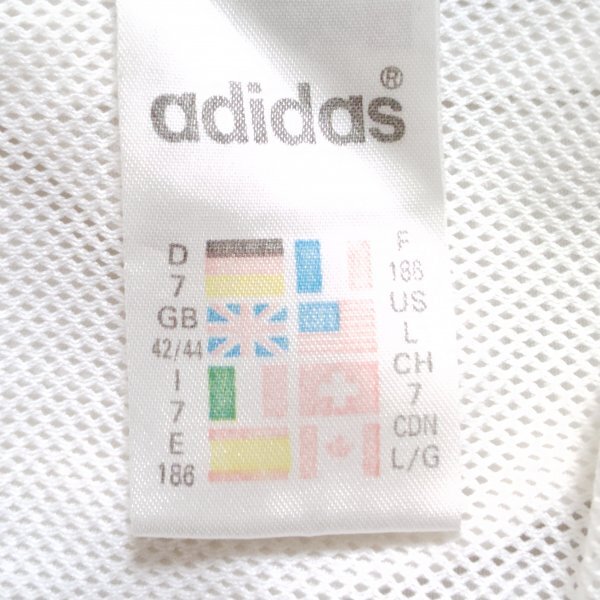 adidas®
D
7
GB
42/44
I
7
E
186
F
186
US
L
CH
7
CDN
L/G